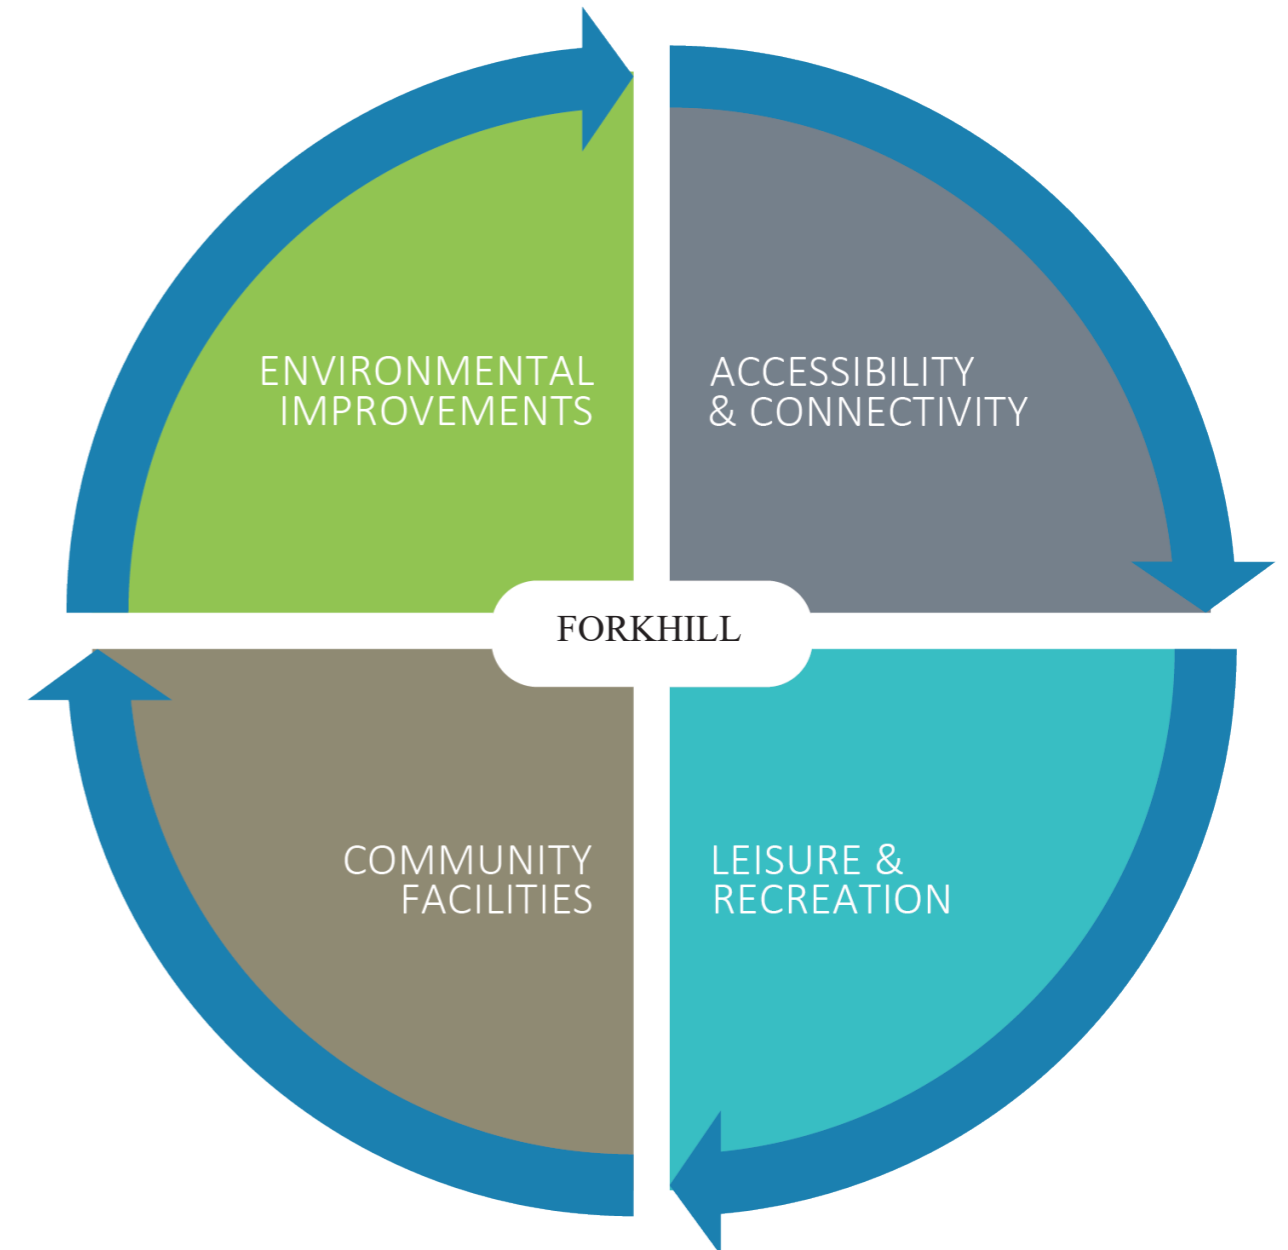 ENVIRONMENTAL
IMPROVEMENTS
ACCESSIBILITY
& CONNECTIVITY
FORKHILL
COMMUNITY
FACILITIES
LEISURE &
RECREATION